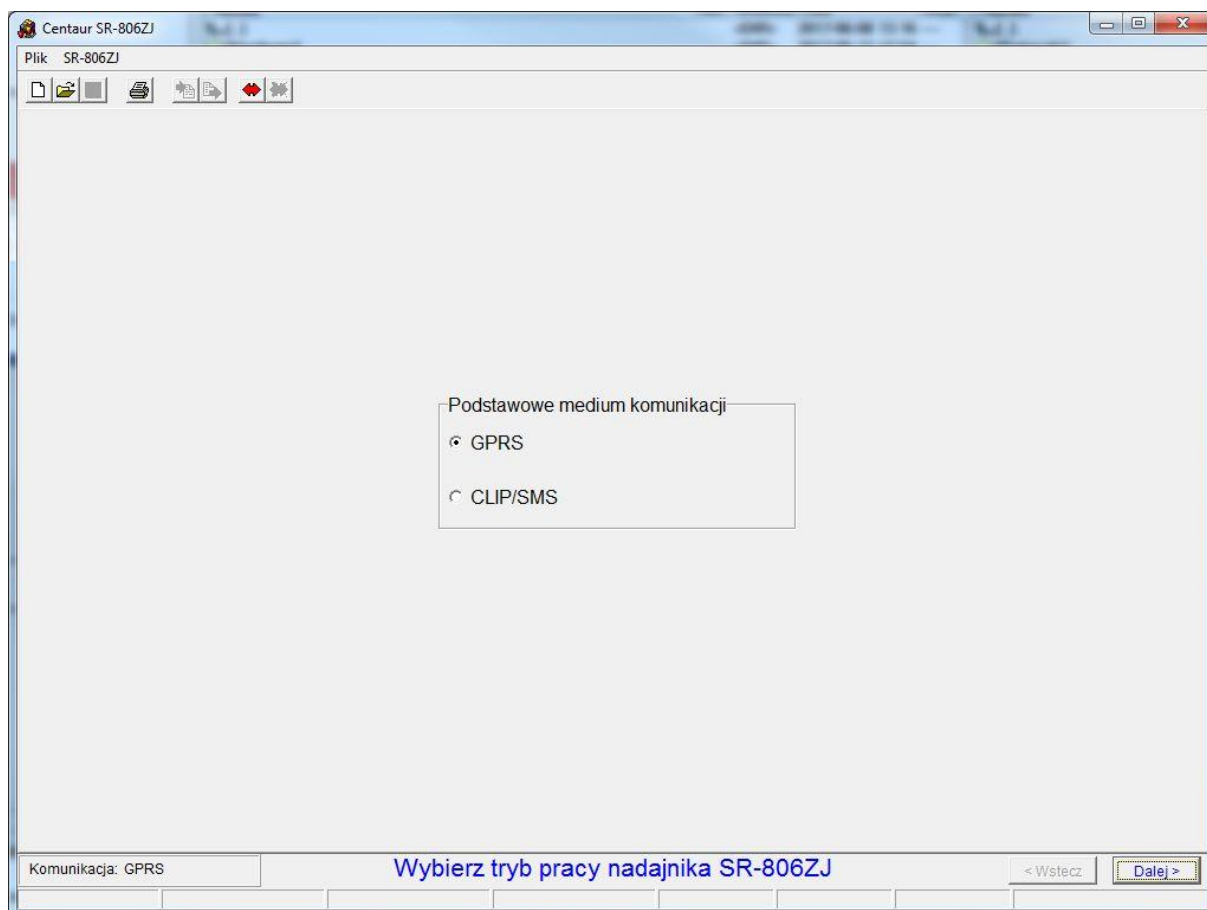 Centaur SR-806ZJ
Plik SR-806ZJ
Podstawowe medium komunikacji
GPRS
CLIP/SMS
Komunikacja: GPRS
Wybierz tryb pracy nadajnika SR-806ZJ
< Wstecz
Dalej >